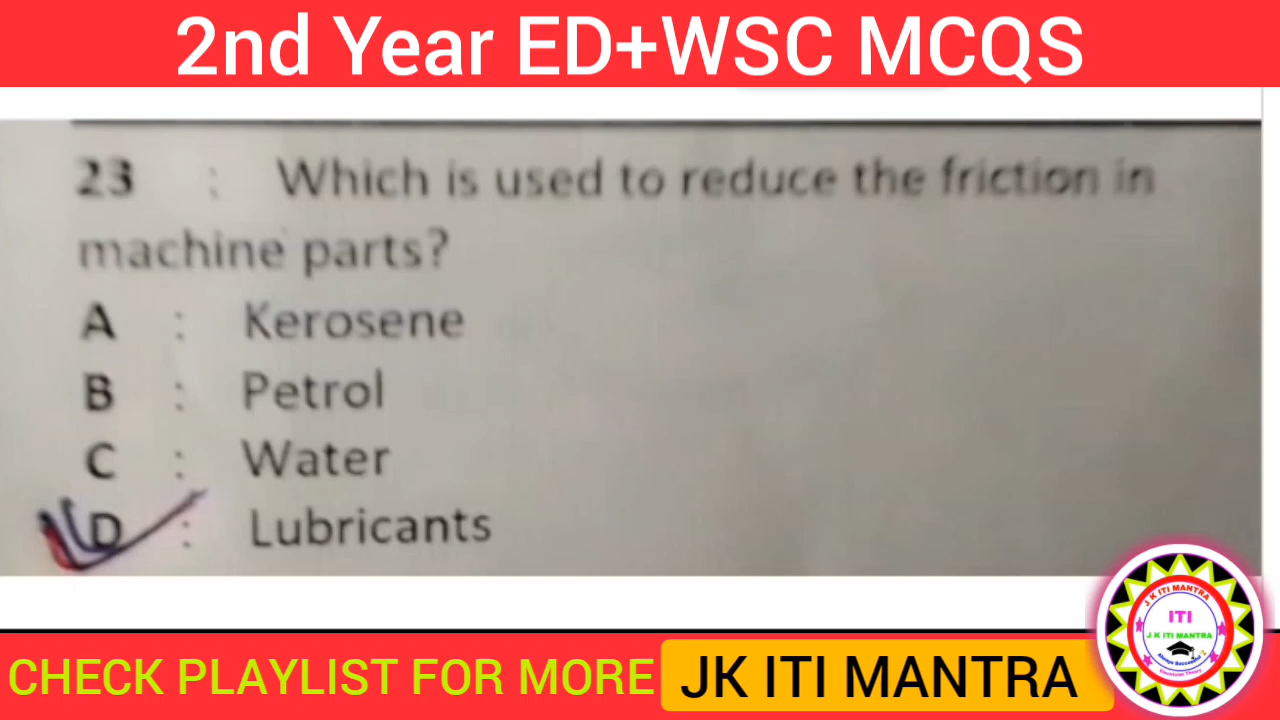 2nd Year ED+WSC MCQS
23 : Which is used to reduce the friction in
machine parts?
A : Kerosene
B : Petrol
C : Water
D : Lubricants
CHECK PLAYLIST FOR MORE
JK ITI MANTRA
J K ITI MANTRA
ITI
J K ITI MANTRA